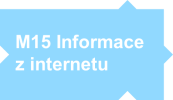 M15 Informace
z internetu